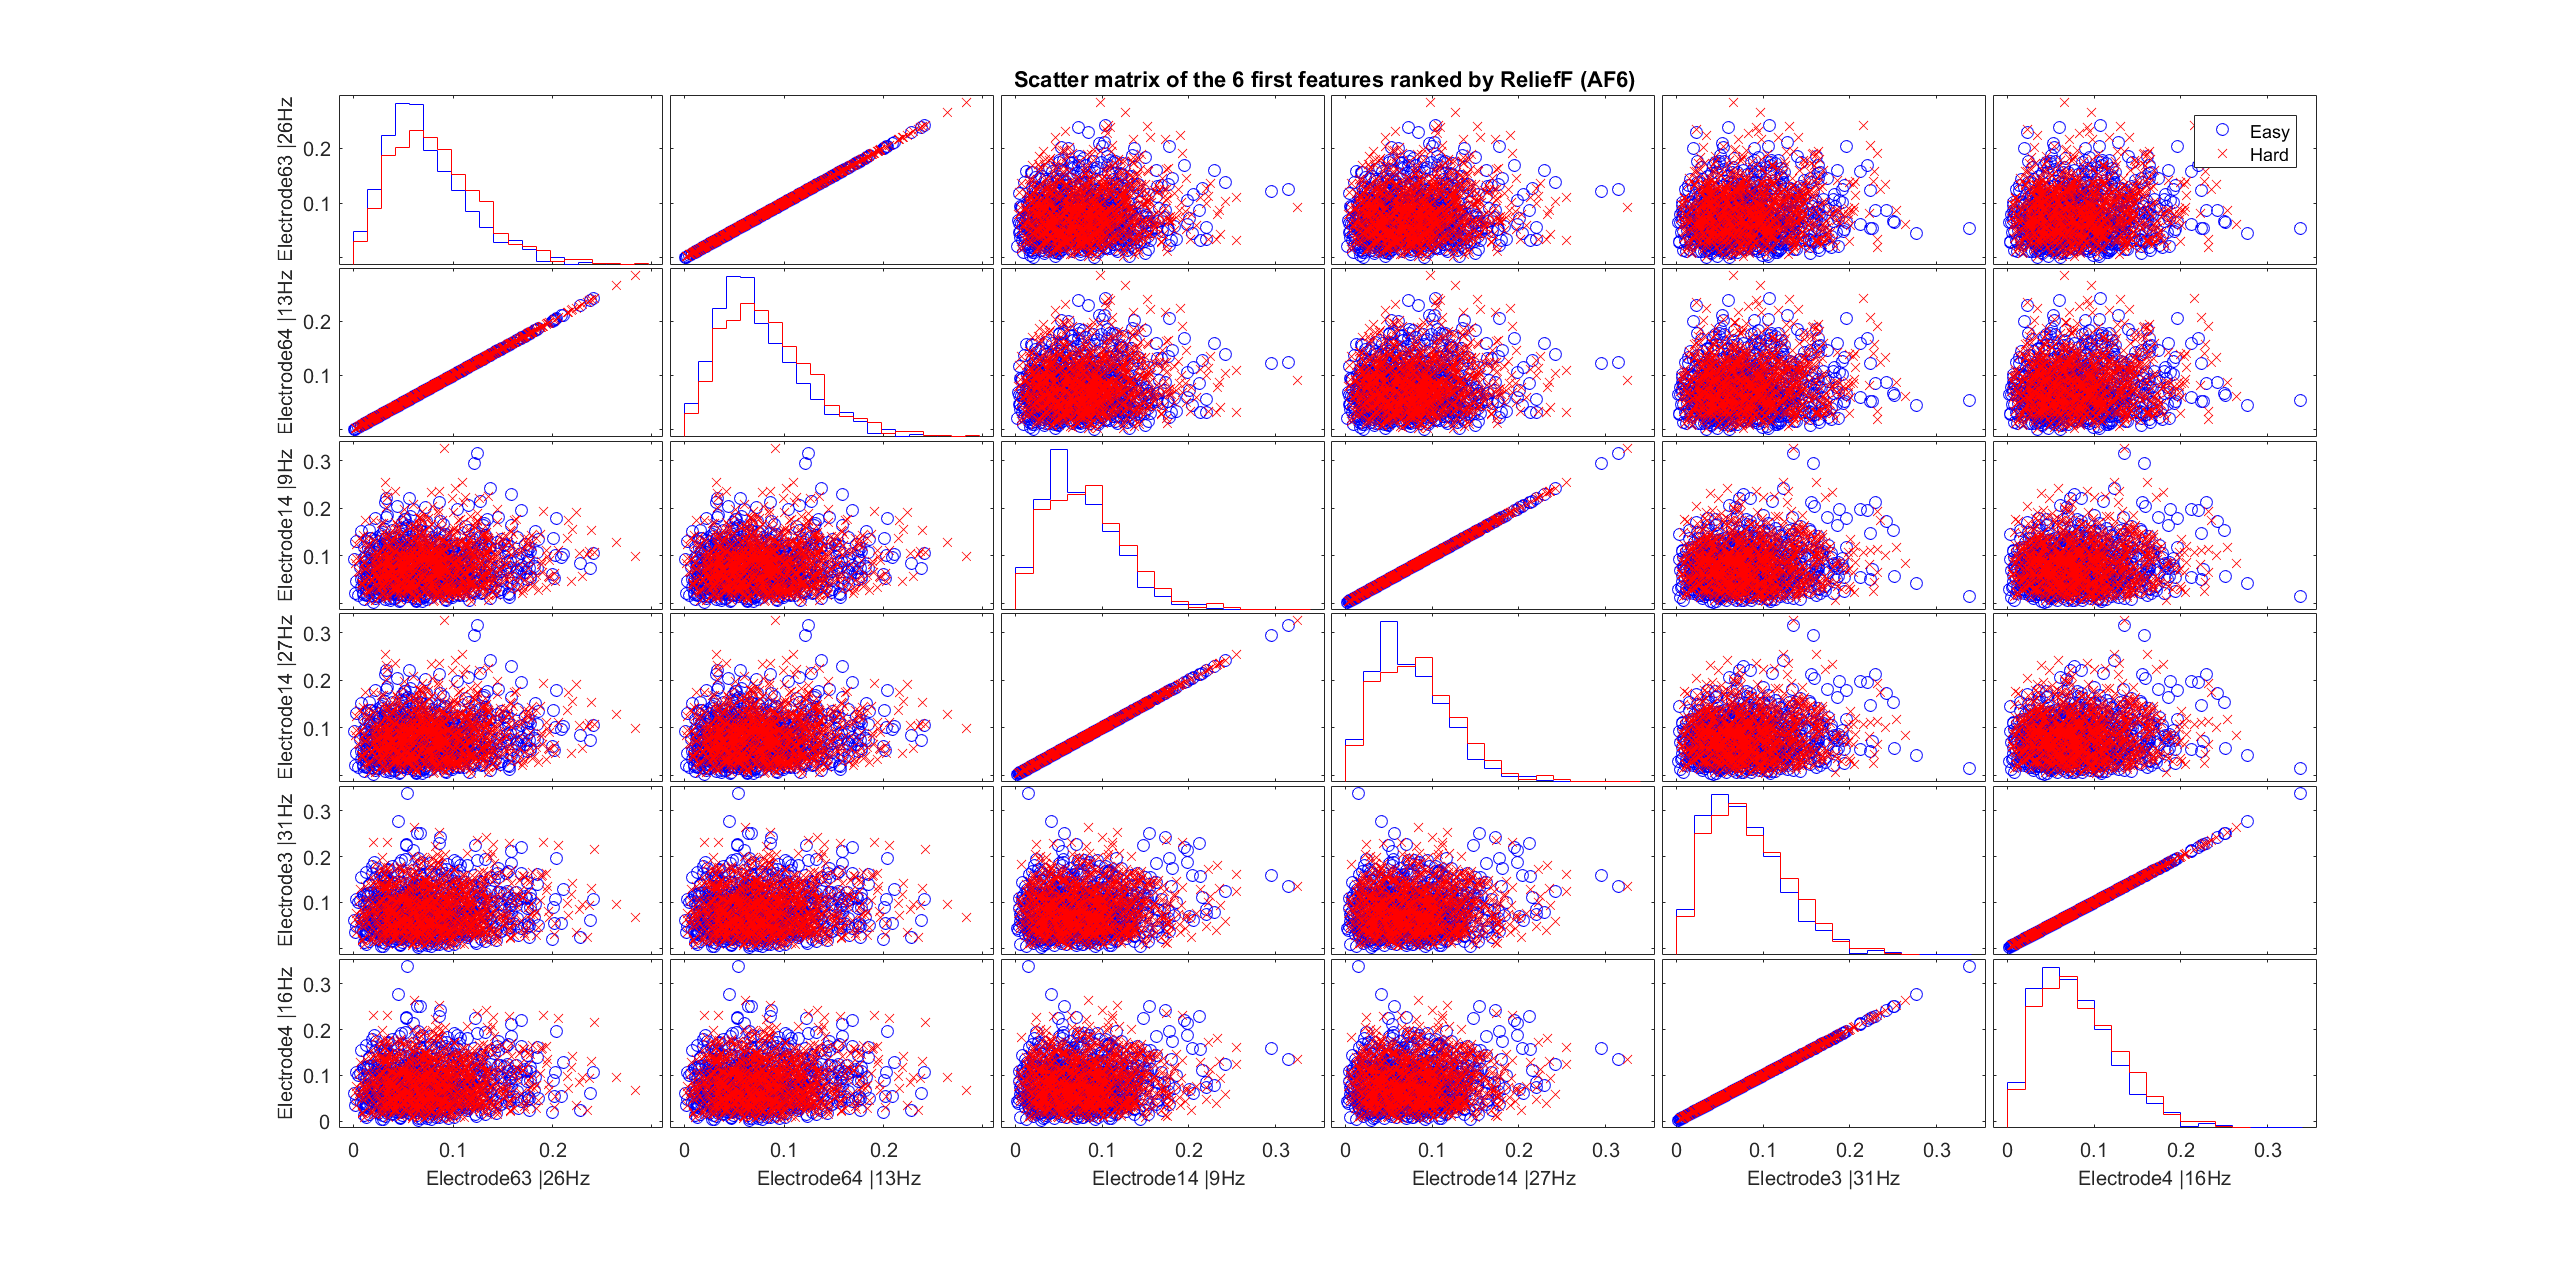 Scatter matrix of the 6 first features ranked by ReliefF (AF6)
Easy
Hard
Electrode63 |26Hz
0.2
0.1
Electrode64 |13Hz
0.2
0.1
Electrode14 |9Hz
0.3
0.2
0.1
Electrode14 |27Hz
0.3
0.2
0.1
Electrode3 |31Hz
0.3
0.2
0.1
Electrode4 |16Hz
0.3
0.2
0.1
0
0 0.1 0.2 0 0.1 0.2 0 0.1 0.2 0.3 0 0.1 0.2 0.3 0 0.1 0.2 0.3 0 0.1 0.2 0.3
Electrode63 |26Hz Electrode64 |13Hz Electrode14 |9Hz Electrode14 |27Hz Electrode3 |31Hz Electrode4 |16Hz